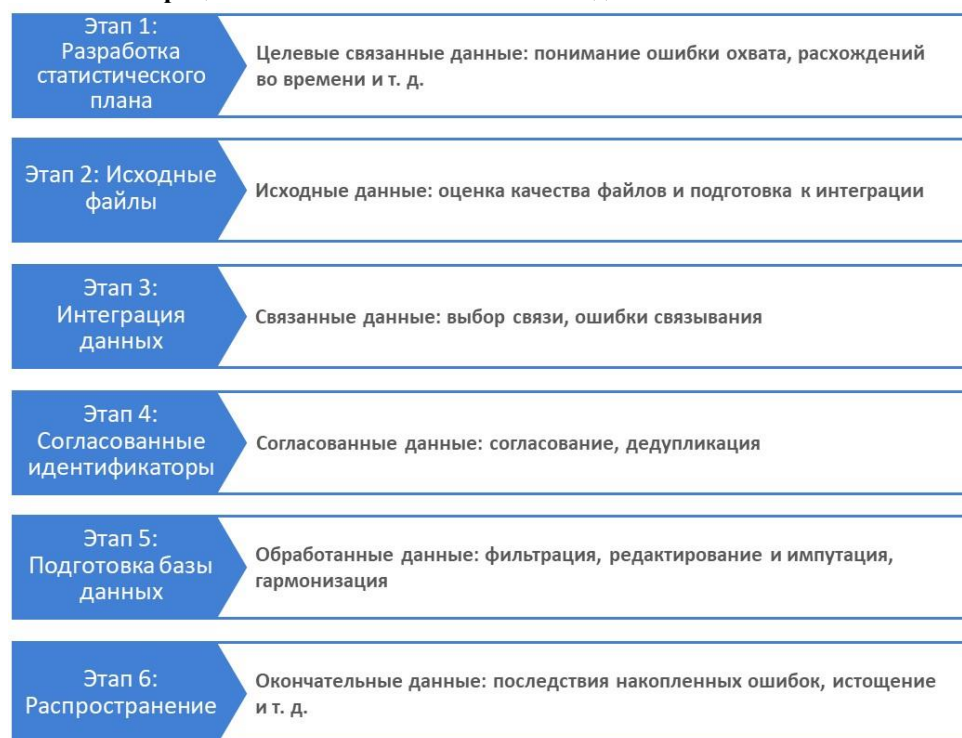 Этап 1:
Разработка
статистического
плана
Целевые связанные данные: понимание ошибки охвата, расхождений
во времени и т. д.
Этап 2: Исходные
файлы
Исходные данные: оценка качества файлов и подготовка к интеграции
Этап 3:
Интеграция
данных
Связанные данные: выбор связи, ошибки связывания
Этап 4:
Согласованные
идентификаторы
Согласованные данные: согласование, дедупликация
Этап 5:
Подготовка базы
данных
Обработанные данные: фильтрация, редактирование и импутация,
гармонизация
Этап 6:
Распространение
Окончательные данные: последствия накопленных ошибок, истощение
и т. д.